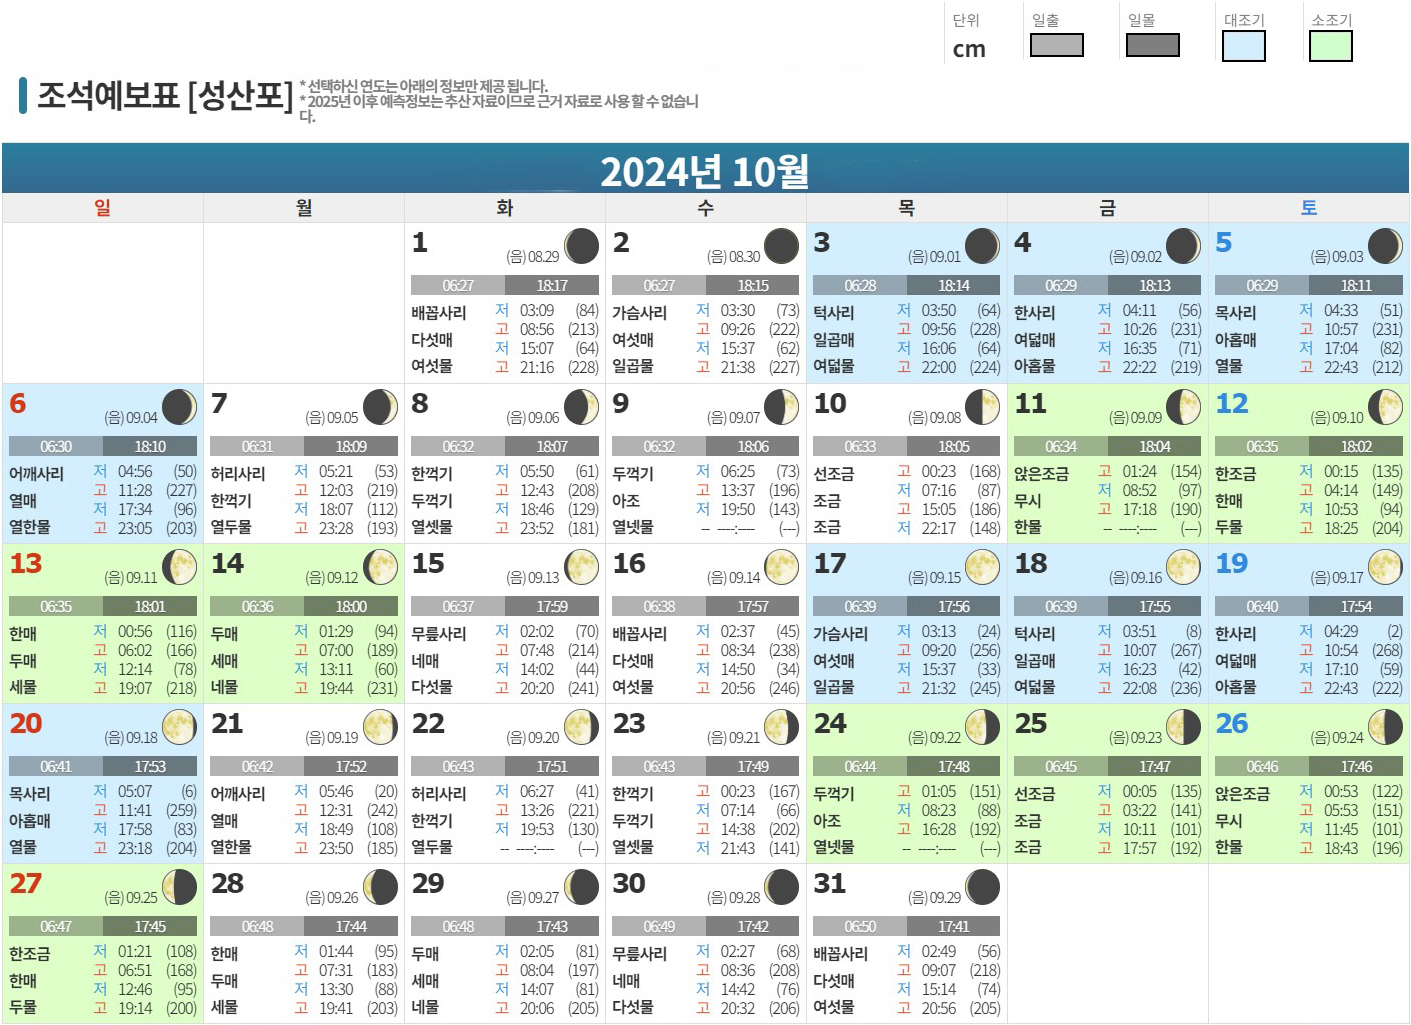 단위 일출 일몰 대조기 소조기
cm
조석예보표 [성산포]
* 선택하신 연도는 아래의 정보만 제공 됩니다.
* 2025년 이후 예측정보는 추산 자료이므로 근거 자료로 사용 할 수 없습니
다.
2024년 10월
일 월 화 수 목 금 토
1 (음) 08.29
06:27 18:17
배꼽사리
다섯매
여섯물
저 03:09 (84)
고 08:56 (213)
저 15:07 (64)
고 21:16 (228)
2 (음) 08.30
06:27 18:15
가슴사리
여섯매
일곱물
저 03:30 (73)
고 09:26 (222)
저 15:37 (62)
고 21:38 (227)
3 (음) 09.01
06:28 18:14
턱사리
일곱매
여덟물
저 03:50 (64)
고 09:56 (228)
저 16:06 (64)
고 22:00 (224)
4 (음) 09.02
06:29 18:13
한사리
여덟매
아홉물
저 04:11 (56)
고 10:26 (231)
저 16:35 (71)
고 22:22 (219)
5 (음) 09.03
06:29 18:11
목사리
아홉매
열물
저 04:33 (51)
고 10:57 (231)
저 17:04 (82)
고 22:43 (212)
6 (음) 09.04
06:30 18:10
어깨사리
열매
열한물
저 04:56 (50)
고 11:28 (227)
저 17:34 (96)
고 23:05 (203)
7 (음) 09.05
06:31 18:09
허리사리
한꺽기
열두물
저 05:21 (53)
고 12:03 (219)
저 18:07 (112)
고 23:28 (193)
8 (음) 09.06
06:32 18:07
한꺽기
두꺽기
열셋물
저 05:50 (61)
고 12:43 (208)
저 18:46 (129)
고 23:52 (181)
9 (음) 09.07
06:32 18:06
두꺽기
아조
열넷물
저 06:25 (73)
고 13:37 (196)
저 19:50 (143)
-- ----:---- (---)
10 (음) 09.08
06:33 18:05
선조금
조금
조금
고 00:23 (168)
저 07:16 (87)
고 15:05 (186)
저 22:17 (148)
11 (음) 09.09
06:34 18:04
앉은조금
무시
한물
고 01:24 (154)
저 08:52 (97)
고 17:18 (190)
-- ----:---- (---)
12 (음) 09.10
06:35 18:02
한조금
한매
두물
저 00:15 (135)
고 04:14 (149)
저 10:53 (94)
고 18:25 (204)
13 (음) 09.11
06:35 18:01
한매
두매
세물
저 00:56 (116)
고 06:02 (166)
저 12:14 (78)
고 19:07 (218)
14 (음) 09.12
06:36 18:00
두매
세매
네물
저 01:29 (94)
고 07:00 (189)
저 13:11 (60)
고 19:44 (231)
15 (음) 09.13
06:37 17:59
무릎사리
네매
다섯물
저 02:02 (70)
고 07:48 (214)
저 14:02 (44)
고 20:20 (241)
16 (음) 09.14
06:38 17:57
배꼽사리
다섯매
여섯물
저 02:37 (45)
고 08:34 (238)
저 14:50 (34)
고 20:56 (246)
17 (음) 09.15
06:39 17:56
가슴사리
여섯매
일곱물
저 03:13 (24)
고 09:20 (256)
저 15:37 (33)
고 21:32 (245)
18 (음) 09.16
06:39 17:55
턱사리
일곱매
여덟물
저 03:51 (8)
고 10:07 (267)
저 16:23 (42)
고 22:08 (236)
19 (음) 09.17
06:40 17:54
한사리
여덟매
아홉물
저 04:29 (2)
고 10:54 (268)
저 17:10 (59)
고 22:43 (222)
20 (음) 09.18
06:41 17:53
목사리
아홉매
열물
저 05:07 (6)
고 11:41 (259)
저 17:58 (83)
고 23:18 (204)
21 (음) 09.19
06:42 17:52
어깨사리
열매
열한물
저 05:46 (20)
고 12:31 (242)
저 18:49 (108)
고 23:50 (185)
22 (음) 09.20
06:43 17:51
허리사리
한꺽기
열두물
저 06:27 (41)
고 13:26 (221)
저 19:53 (130)
-- ----:---- (---)
23 (음) 09.21
06:43 17:49
한꺽기
두꺽기
열셋물
고 00:23 (167)
저 07:14 (66)
고 14:38 (202)
저 21:43 (141)
24 (음) 09.22
06:44 17:48
두꺽기
아조
열넷물
고 01:05 (151)
저 08:23 (88)
고 16:28 (192)
-- ----:---- (---)
25 (음) 09.23
06:45 17:47
선조금
조금
조금
저 00:05 (135)
고 03:22 (141)
저 10:11 (101)
고 17:57 (192)
26 (음) 09.24
06:46 17:46
앉은조금
무시
한물
저 00:53 (122)
고 05:53 (151)
저 11:45 (101)
고 18:43 (196)
27 (음) 09.25
06:47 17:45
한조금
한매
두물
저 01:21 (108)
고 06:51 (168)
저 12:46 (95)
고 19:14 (200)
28 (음) 09.26
06:48 17:44
한매
두매
세물
저 01:44 (95)
고 07:31 (183)
저 13:30 (88)
고 19:41 (203)
29 (음) 09.27
06:48 17:43
두매
세매
네물
저 02:05 (81)
고 08:04 (197)
저 14:07 (81)
고 20:06 (205)
30 (음) 09.28
06:49 17:42
무릎사리
네매
다섯물
저 02:27 (68)
고 08:36 (208)
저 14:42 (76)
고 20:32 (206)
31 (음) 09.29
06:50 17:41
배꼽사리
다섯매
여섯물
저 02:49 (56)
고 09:07 (218)
저 15:14 (74)
고 20:56 (205)